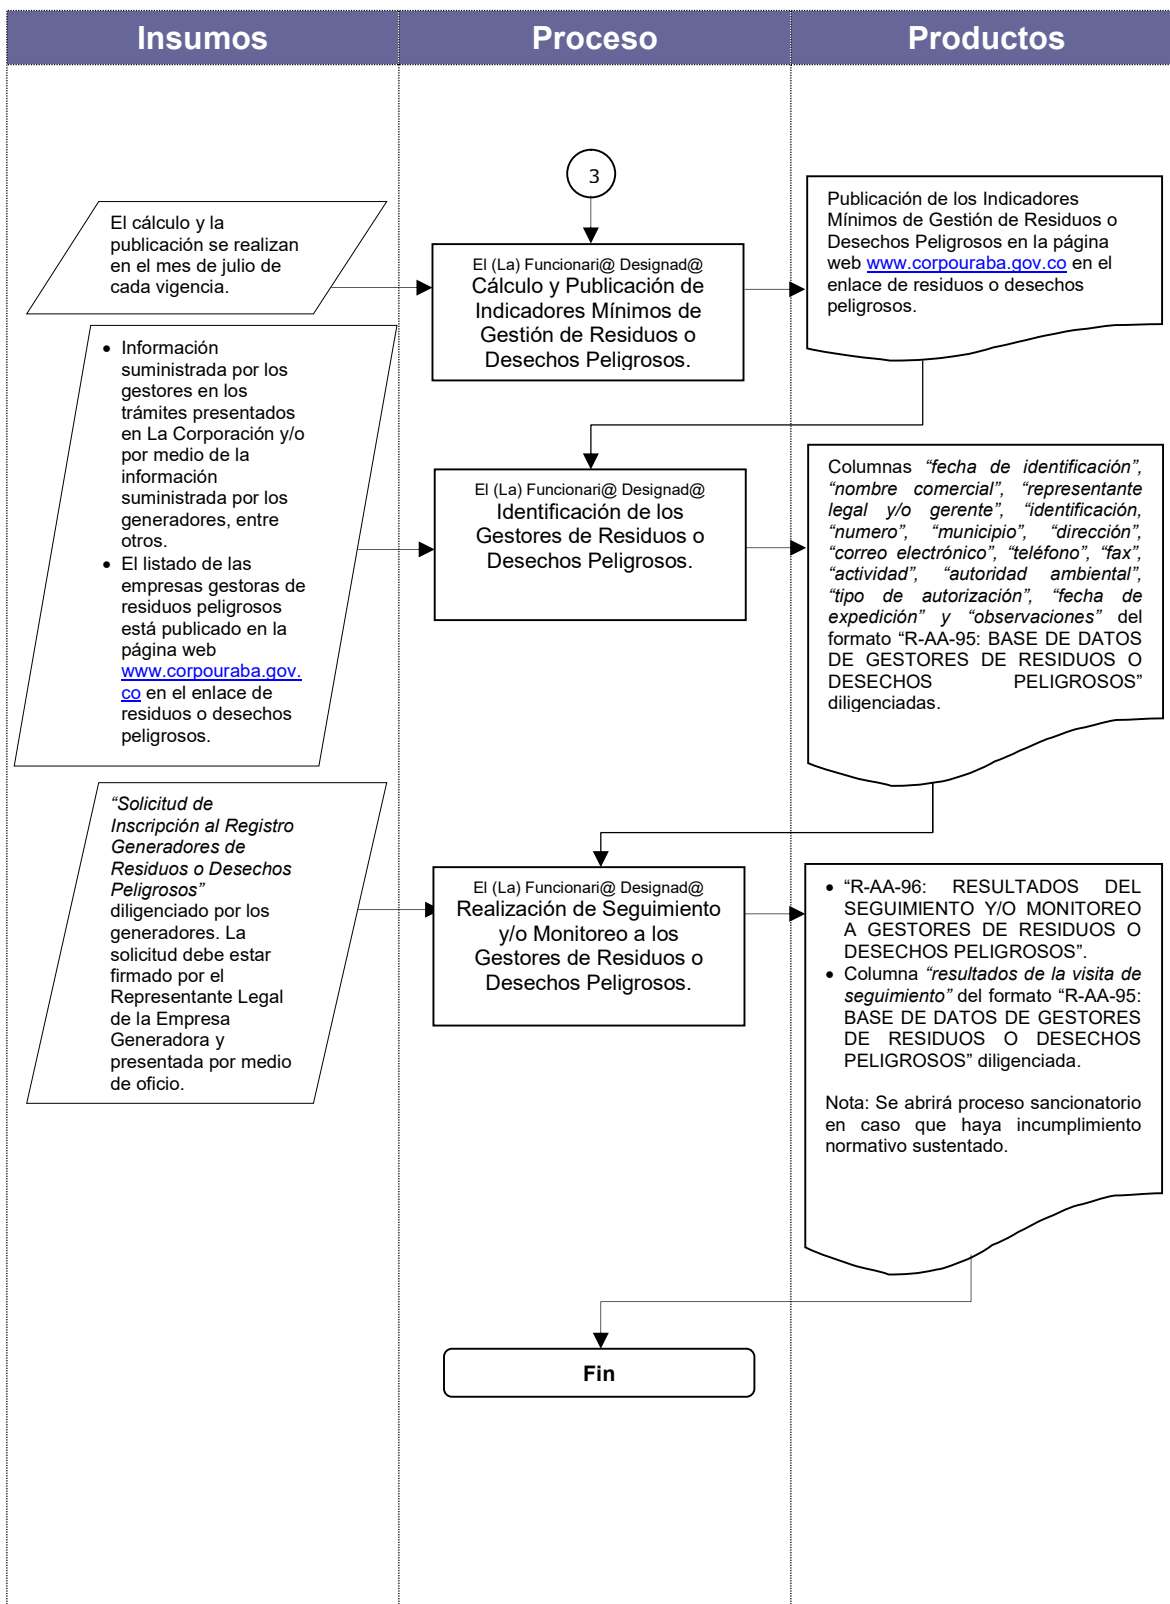 Insumos
Proceso
Productos
3
El cálculo y la
publicación se realizan
en el mes de julio de
cada vigencia.
El (La) Funcionari@ Designad@
Cálculo y Publicación de
Indicadores Mínimos de
Gestión de Residuos o
Desechos Peligrosos.
Publicación de los Indicadores
Mínimos de Gestión de Residuos o
Desechos Peligrosos en la página
web www.corpouraba.gov.co en el
enlace de residuos o desechos
peligrosos.
• Información
suministrada por los
gestores en los
trámites presentados
en La Corporación y/o
por medio de la
información
suministrada por los
generadores, entre
otros.
• El listado de las
empresas gestoras de
residuos peligrosos
está publicado en la
página web
www.corpouraba.gov.
co en el enlace de
residuos o desechos
peligrosos.
El (La) Funcionari@ Designad@
Identificación de los
Gestores de Residuos o
Desechos Peligrosos.
Columnas “fecha de identificación”,
“nombre comercial”, “representante
legal y/o gerente”, “identificación,
“numero”, “municipio”, “dirección”,
“correo electrónico”, “teléfono”, “fax”,
“actividad”, “autoridad ambiental”,
“tipo de autorización”, “fecha de
expedición” y “observaciones” del
formato “R-AA-95: BASE DE DATOS
DE GESTORES DE RESIDUOS O
DESECHOS PELIGROSOS”
diligenciadas.
“Solicitud de
Inscripción al Registro
Generadores de
Residuos o Desechos
Peligrosos”
diligenciado por los
generadores. La
solicitud debe estar
firmado por el
Representante Legal
de la Empresa
Generadora y
presentada por medio
de oficio.
El (La) Funcionari@ Designad@
Realización de Seguimiento
y/o Monitoreo a los
Gestores de Residuos o
Desechos Peligrosos.
• “R-AA-96: RESULTADOS DEL
SEGUIMIENTO Y/O MONITOREO
A GESTORES DE RESIDUOS O
DESECHOS PELIGROSOS”.
• Columna “resultados de la visita de
seguimiento” del formato “R-AA-95:
BASE DE DATOS DE GESTORES
DE RESIDUOS O DESECHOS
PELIGROSOS” diligenciada.
Nota: Se abrirá proceso sancionatorio
en caso que haya incumplimiento
normativo sustentado.
Fin